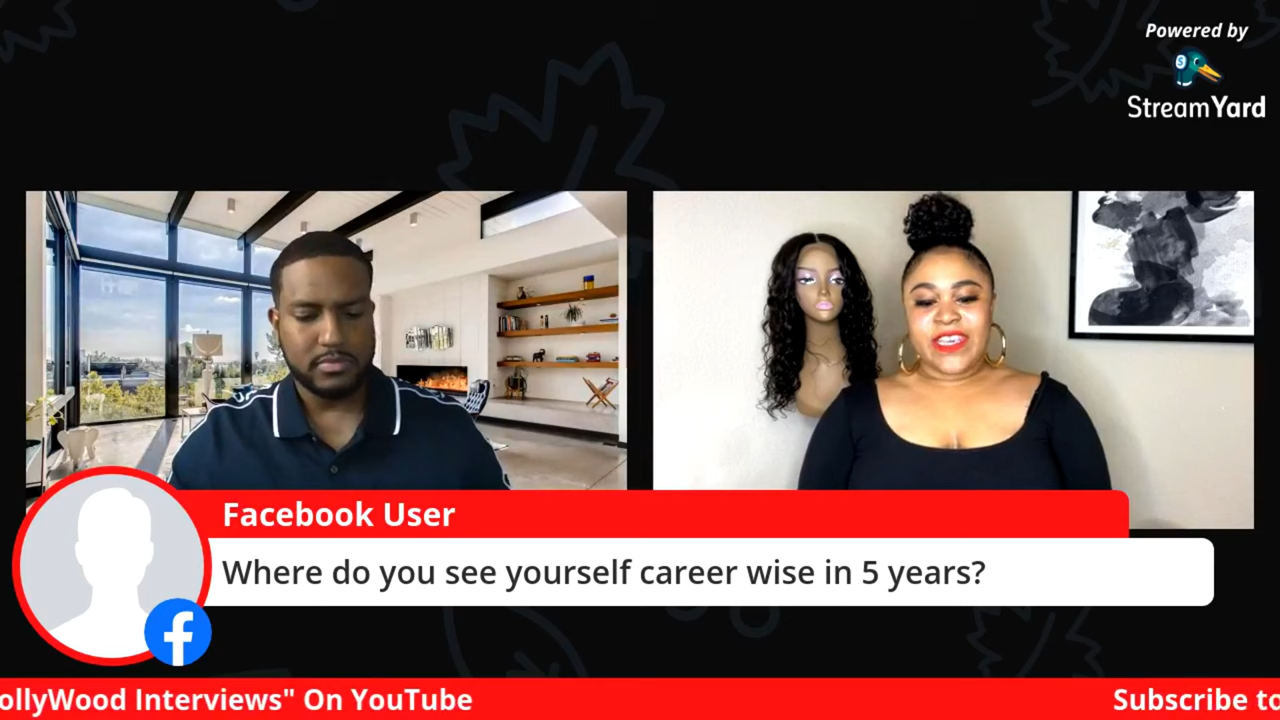 Powered by
StreamYard
Facebook User
Where do you see yourself career wise in 5 years?
ollyWood Interviews" On YouTube
Subscribe to